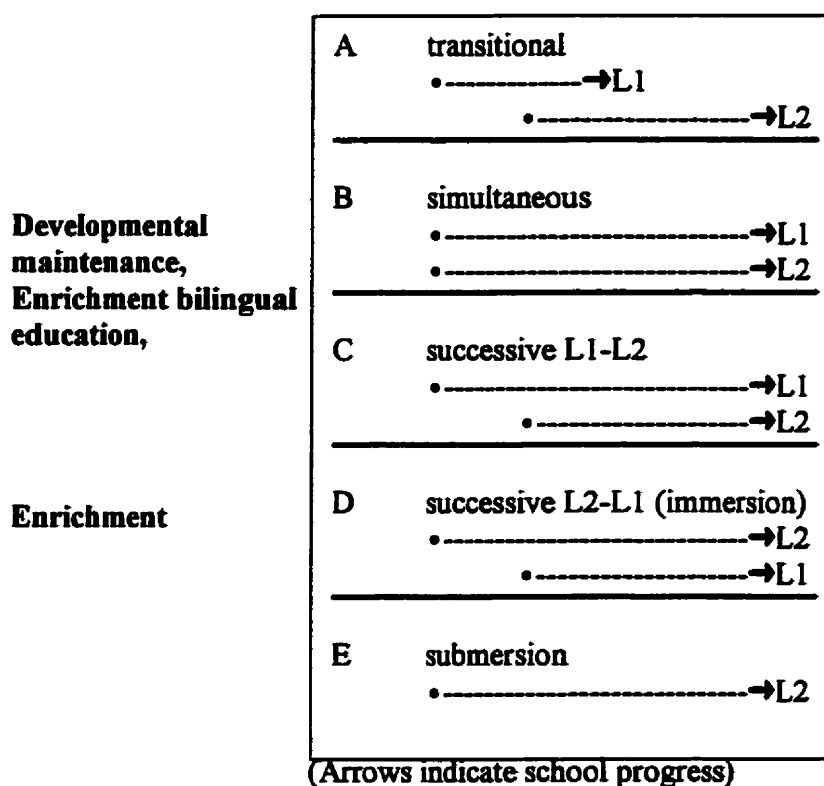 A transitional
L1
L2
B simultaneous
L1
L2
Developmental
maintenance,
Enrichment bilingual
education,
C successive L1-L2
L1
L2
Enrichment
D successive L2-L1 (immersion)
L2
L1
E submersion
L2
(Arrows indicate school progress)